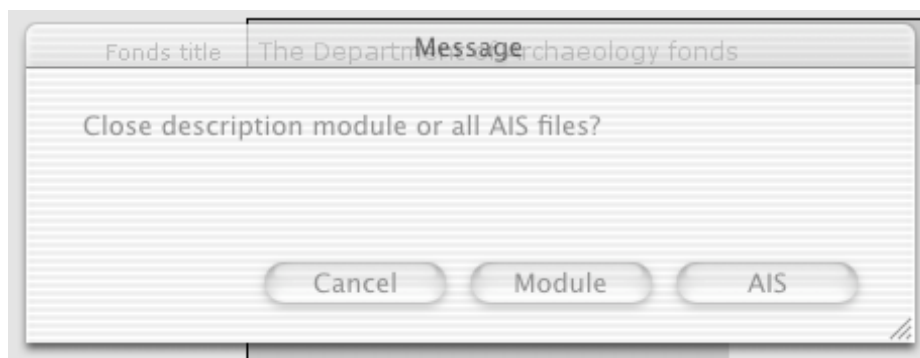 Message
Fonds title The Department of Archaeology fonds
Close description module or all AIS files?
Cancel Module AIS